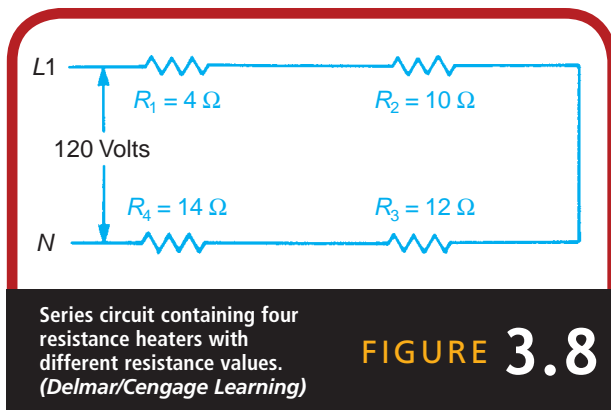 L1
R₁ = 4 Ω
R₂ = 10 Ω
120 Volts
R₄ = 14 Ω
R₃ = 12 Ω
N
Series circuit containing four
resistance heaters with
different resistance values.
(Delmar/Cengage Learning)
FIGURE 3.8